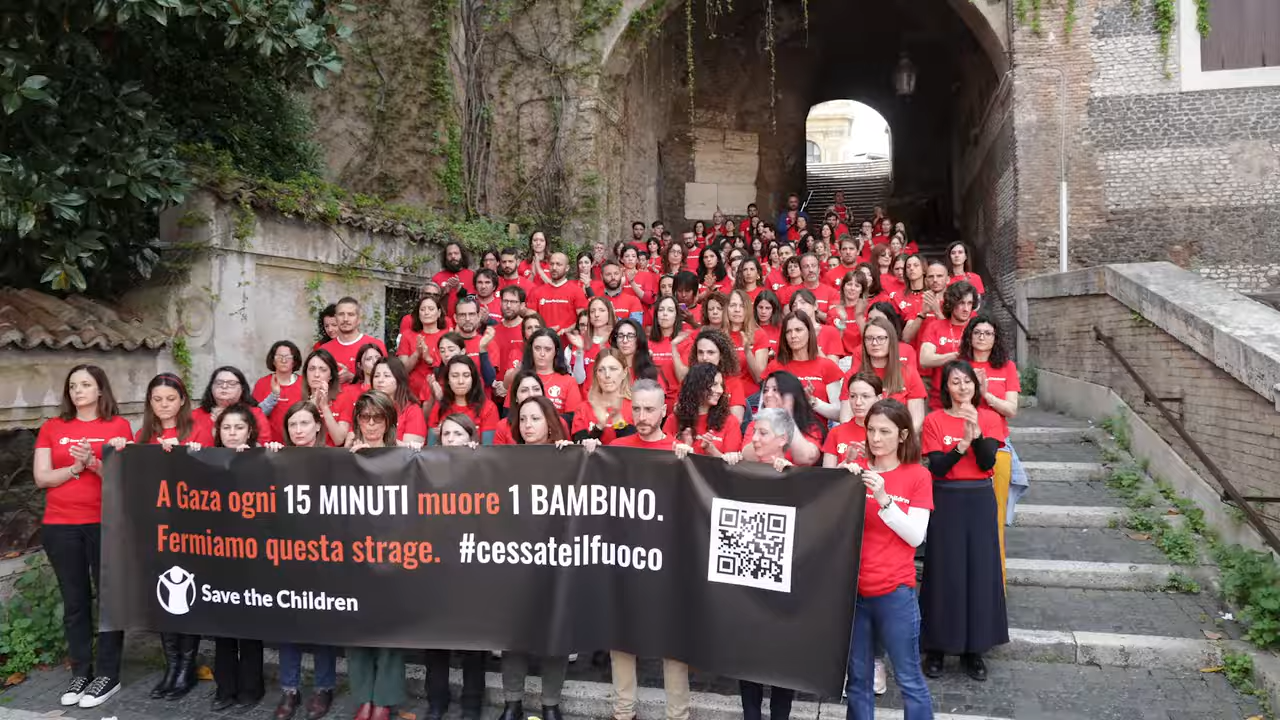 A Gaza ogni 15 MINUTI muore 1 BAMBINO.
Fermiamo questa strage. #cessateilfuoco
Save the Children